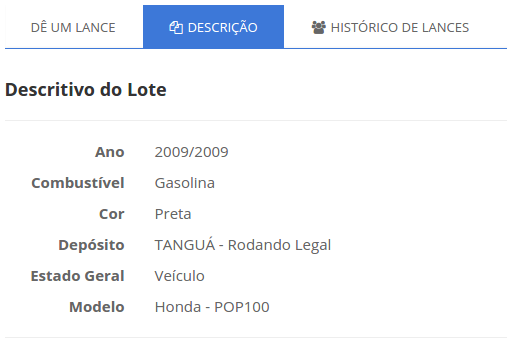 DÊ UM LANCE DESCRIÇÃO HISTÓRICO DE LANCES
Descritivo do Lote
Ano 2009/2009
Combustível Gasolina
Cor Preta
Depósito TANGUÁ - Rodando Legal
Estado Geral Veículo
Modelo Honda - POP100